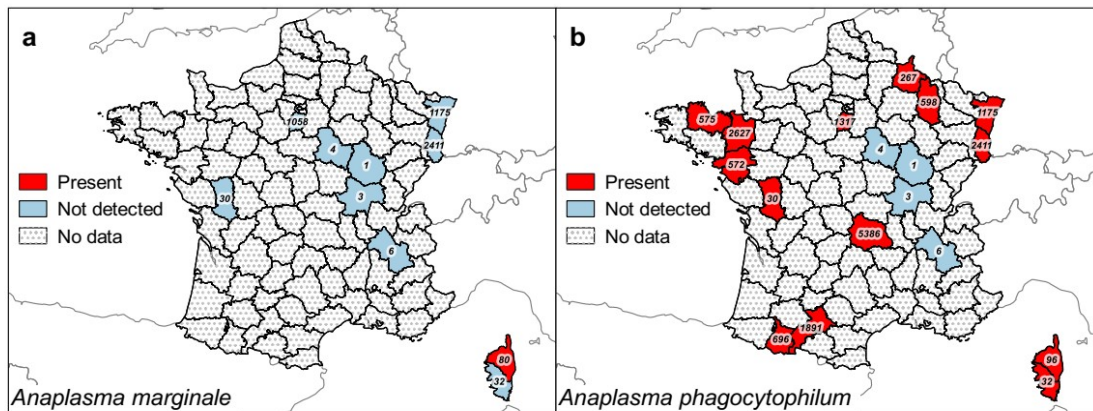 a
1058
1175
2411
4
1
3
30
6
80
32
Present
Not detected
No data
Anaplasma marginale
b
267
598
575
2627
572
1317
1175
2411
4
1
3
30
5386
6
1891
696
96
32
Present
Not detected
No data
Anaplasma phagocytophilum